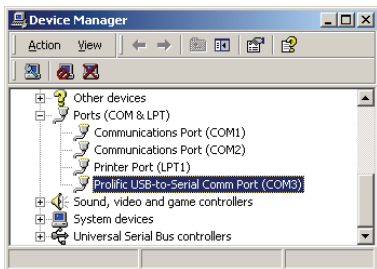 Device Manager
Action View
Other devices
Ports (COM & LPT)
Communications Port (COM1)
Communications Port (COM2)
Printer Port (LPT1)
Prolific USB-to-Serial Comm Port (COM3)
Sound, video and game controllers
System devices
Universal Serial Bus controllers